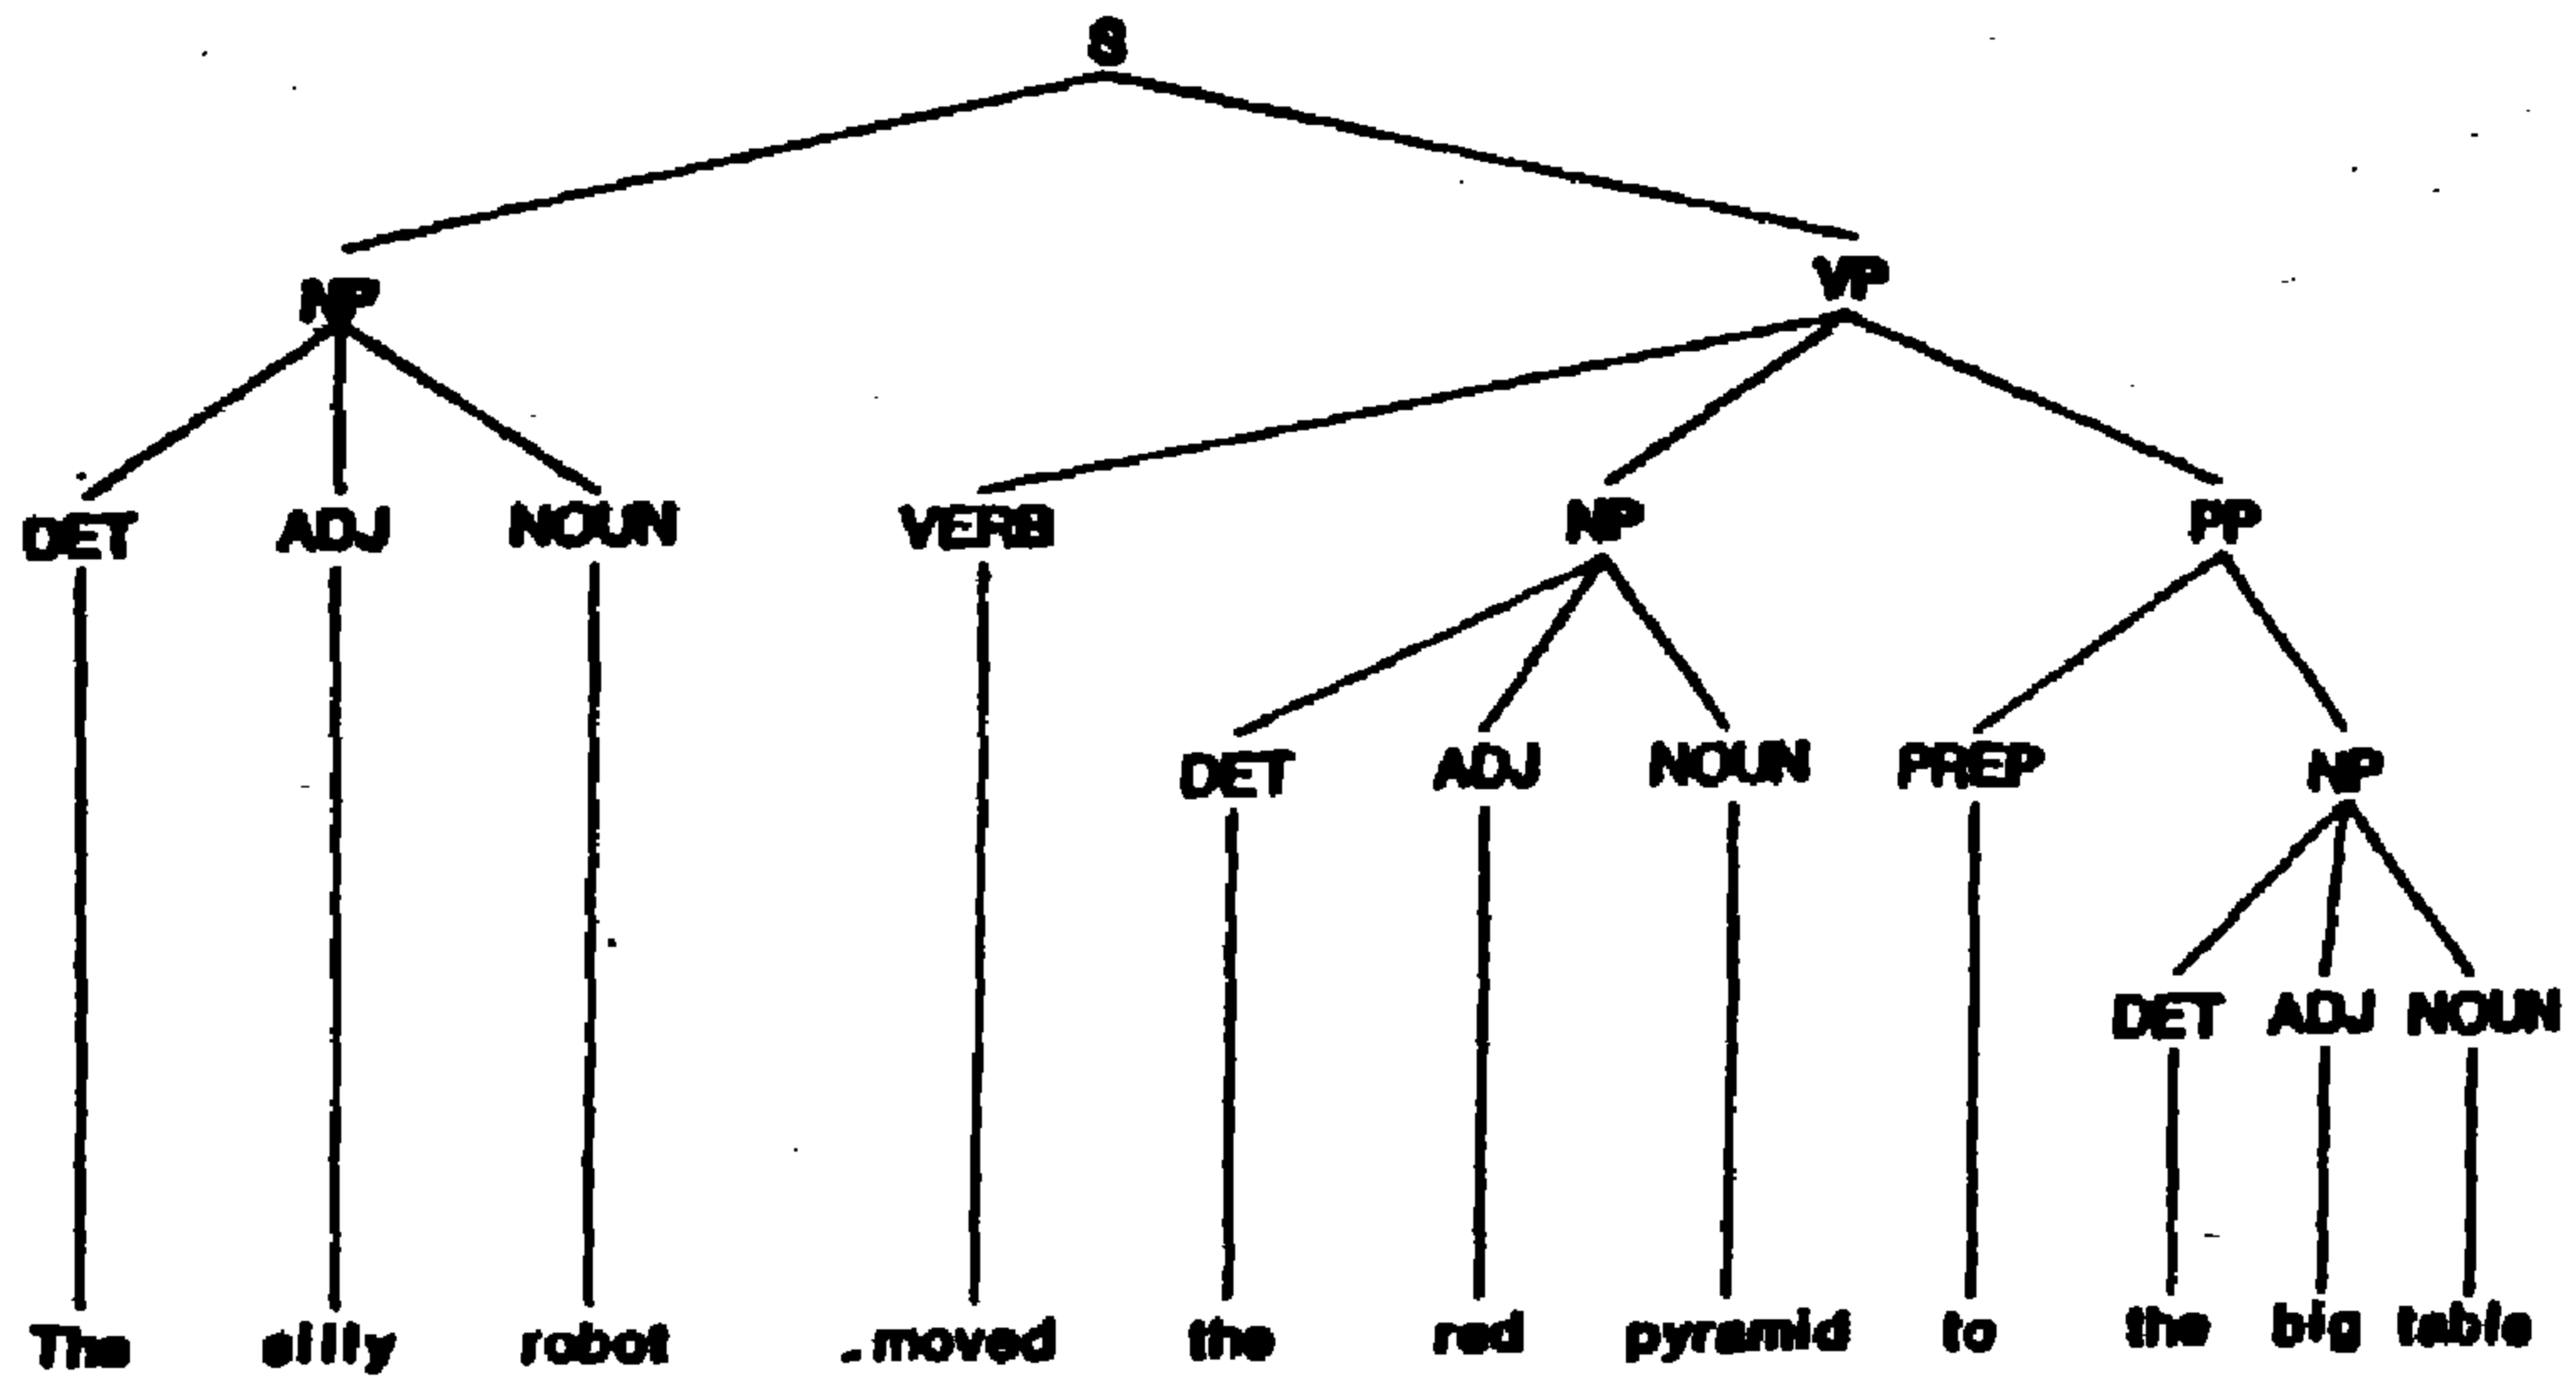 S
NP VP
DET ADJ NOUN VERB NP PP
DET ADJ NOUN PREP NP
DET ADJ NOUN
The silly robot moved the red pyramid to the big table